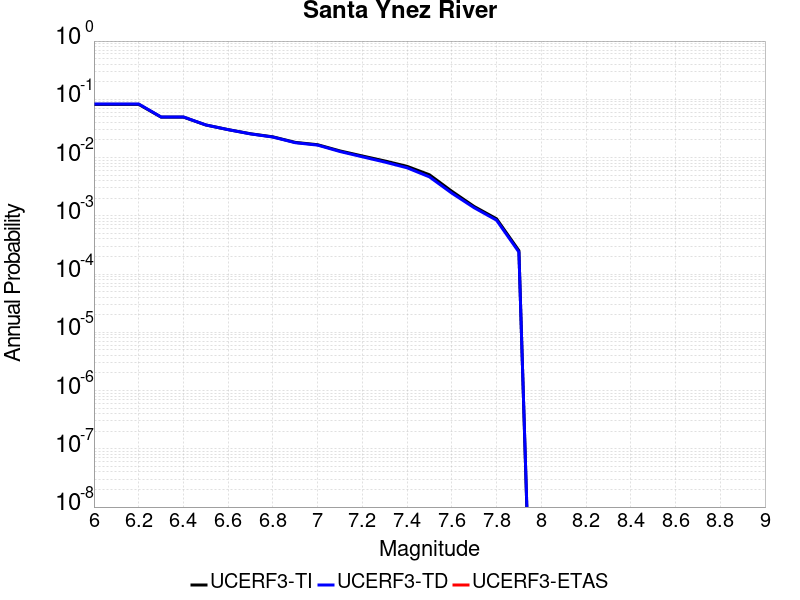 Santa Ynez River
10^0
10^-1
10^-2
10^-3
10^-4
10^-5
10^-6
10^-7
10^-8
Annual Probability
6 6.2 6.4 6.6 6.8 7 7.2 7.4 7.6 7.8 8 8.2 8.4 8.6 8.8 9
Magnitude
UCERF3-TI UCERF3-TD UCERF3-ETAS